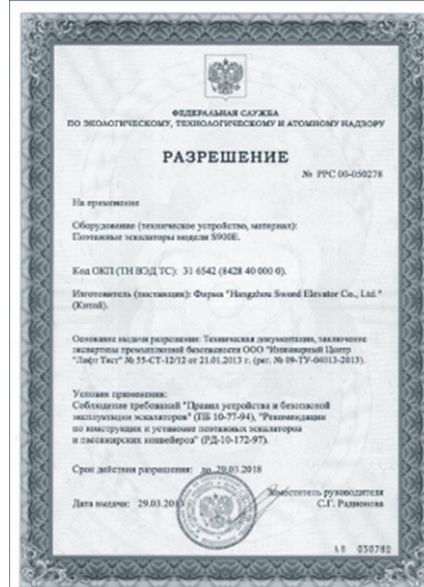 ФЕДЕРАЛЬНАЯ СЛУЖБА
ПО ЭКОЛОГИЧЕСКОМУ, ТЕХНОЛОГИЧЕСКОМУ И АТОМНОМУ НАДЗОРУ
РАЗРЕШЕНИЕ
№ РРС 00-050278
На применение
Оборудование (техническое устройство, материал):
Поэтажные эскалаторы модели S900E.
Код ОКП (ТН ВЭД ТС): 31 6542 (8428 40 000 0).
Изготовитель (поставщик): Фирма "Hangzhou Sword Elevator Co., Ltd."
(Китай).
Основание выдачи разрешения: Техническая документация, заключение
экспертизы промышленной безопасности ООО "Инженерный Центр
"Лифт Тест" № 55-СТ-12/12 от 21.01.2013 г. (рег. № 09-ТУ-04013-2013).
Условия применения:
Соблюдение требований "Правил устройства и безопасной
эксплуатации эскалаторов" (ПБ 10-77-94), "Рекомендации
по конструкции и установке поэтажных эскалаторов
и пассажирских конвейеров" (РД-10-172-97).
Срок действия разрешения: до 29.03.2018
Дата выдачи: 29.03.2013
Заместитель руководителя
С.Г. Радионова
АВ 030782